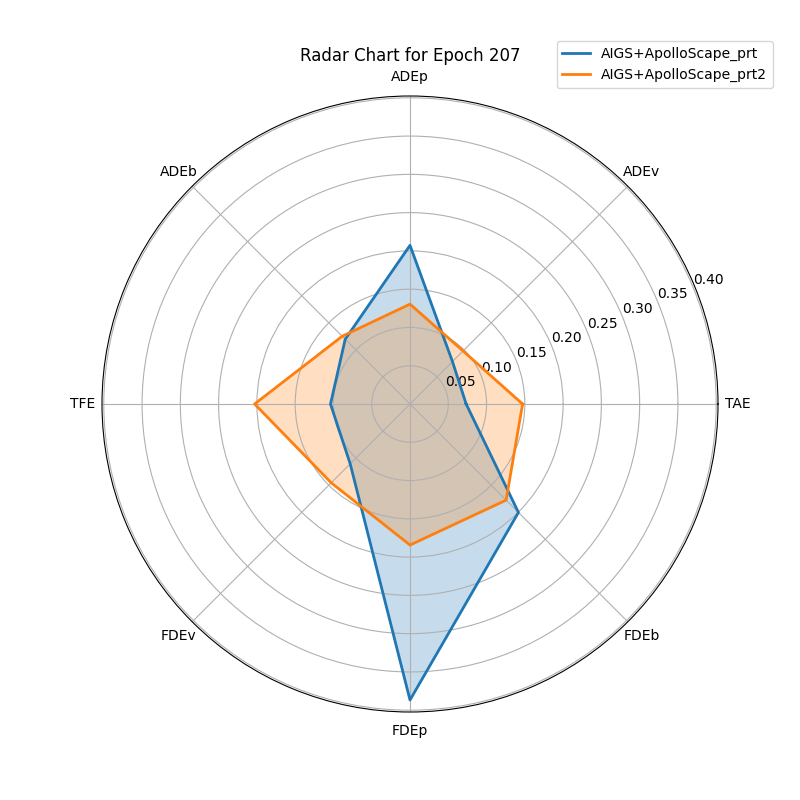 Radar Chart for Epoch 207
AIGS+ApolloScape_prt
AIGS+ApolloScape_prt2
ADEp
ADEb
ADEv
0.40
0.35
0.30
0.25
0.20
0.15
0.10
0.05
TFE
TAE
FDEv
FDEb
FDEp